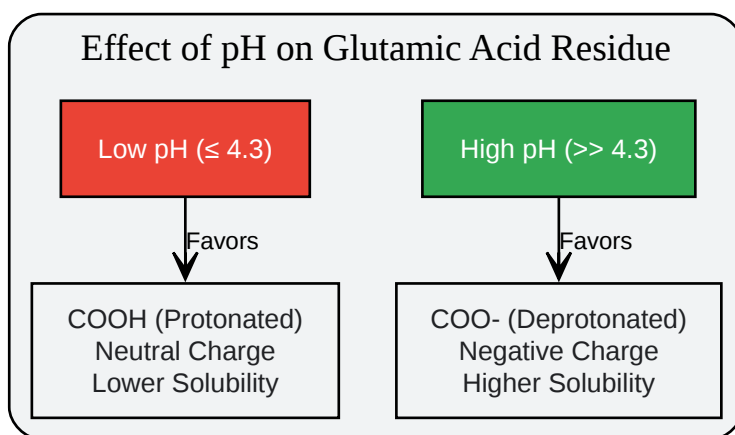 Effect of pH on Glutamic Acid Residue
Low pH (≤ 4.3)
High pH (>> 4.3)
Favors
Favors
COOH (Protonated)
Neutral Charge
Lower Solubility
COO- (Deprotonated)
Negative Charge
Higher Solubility